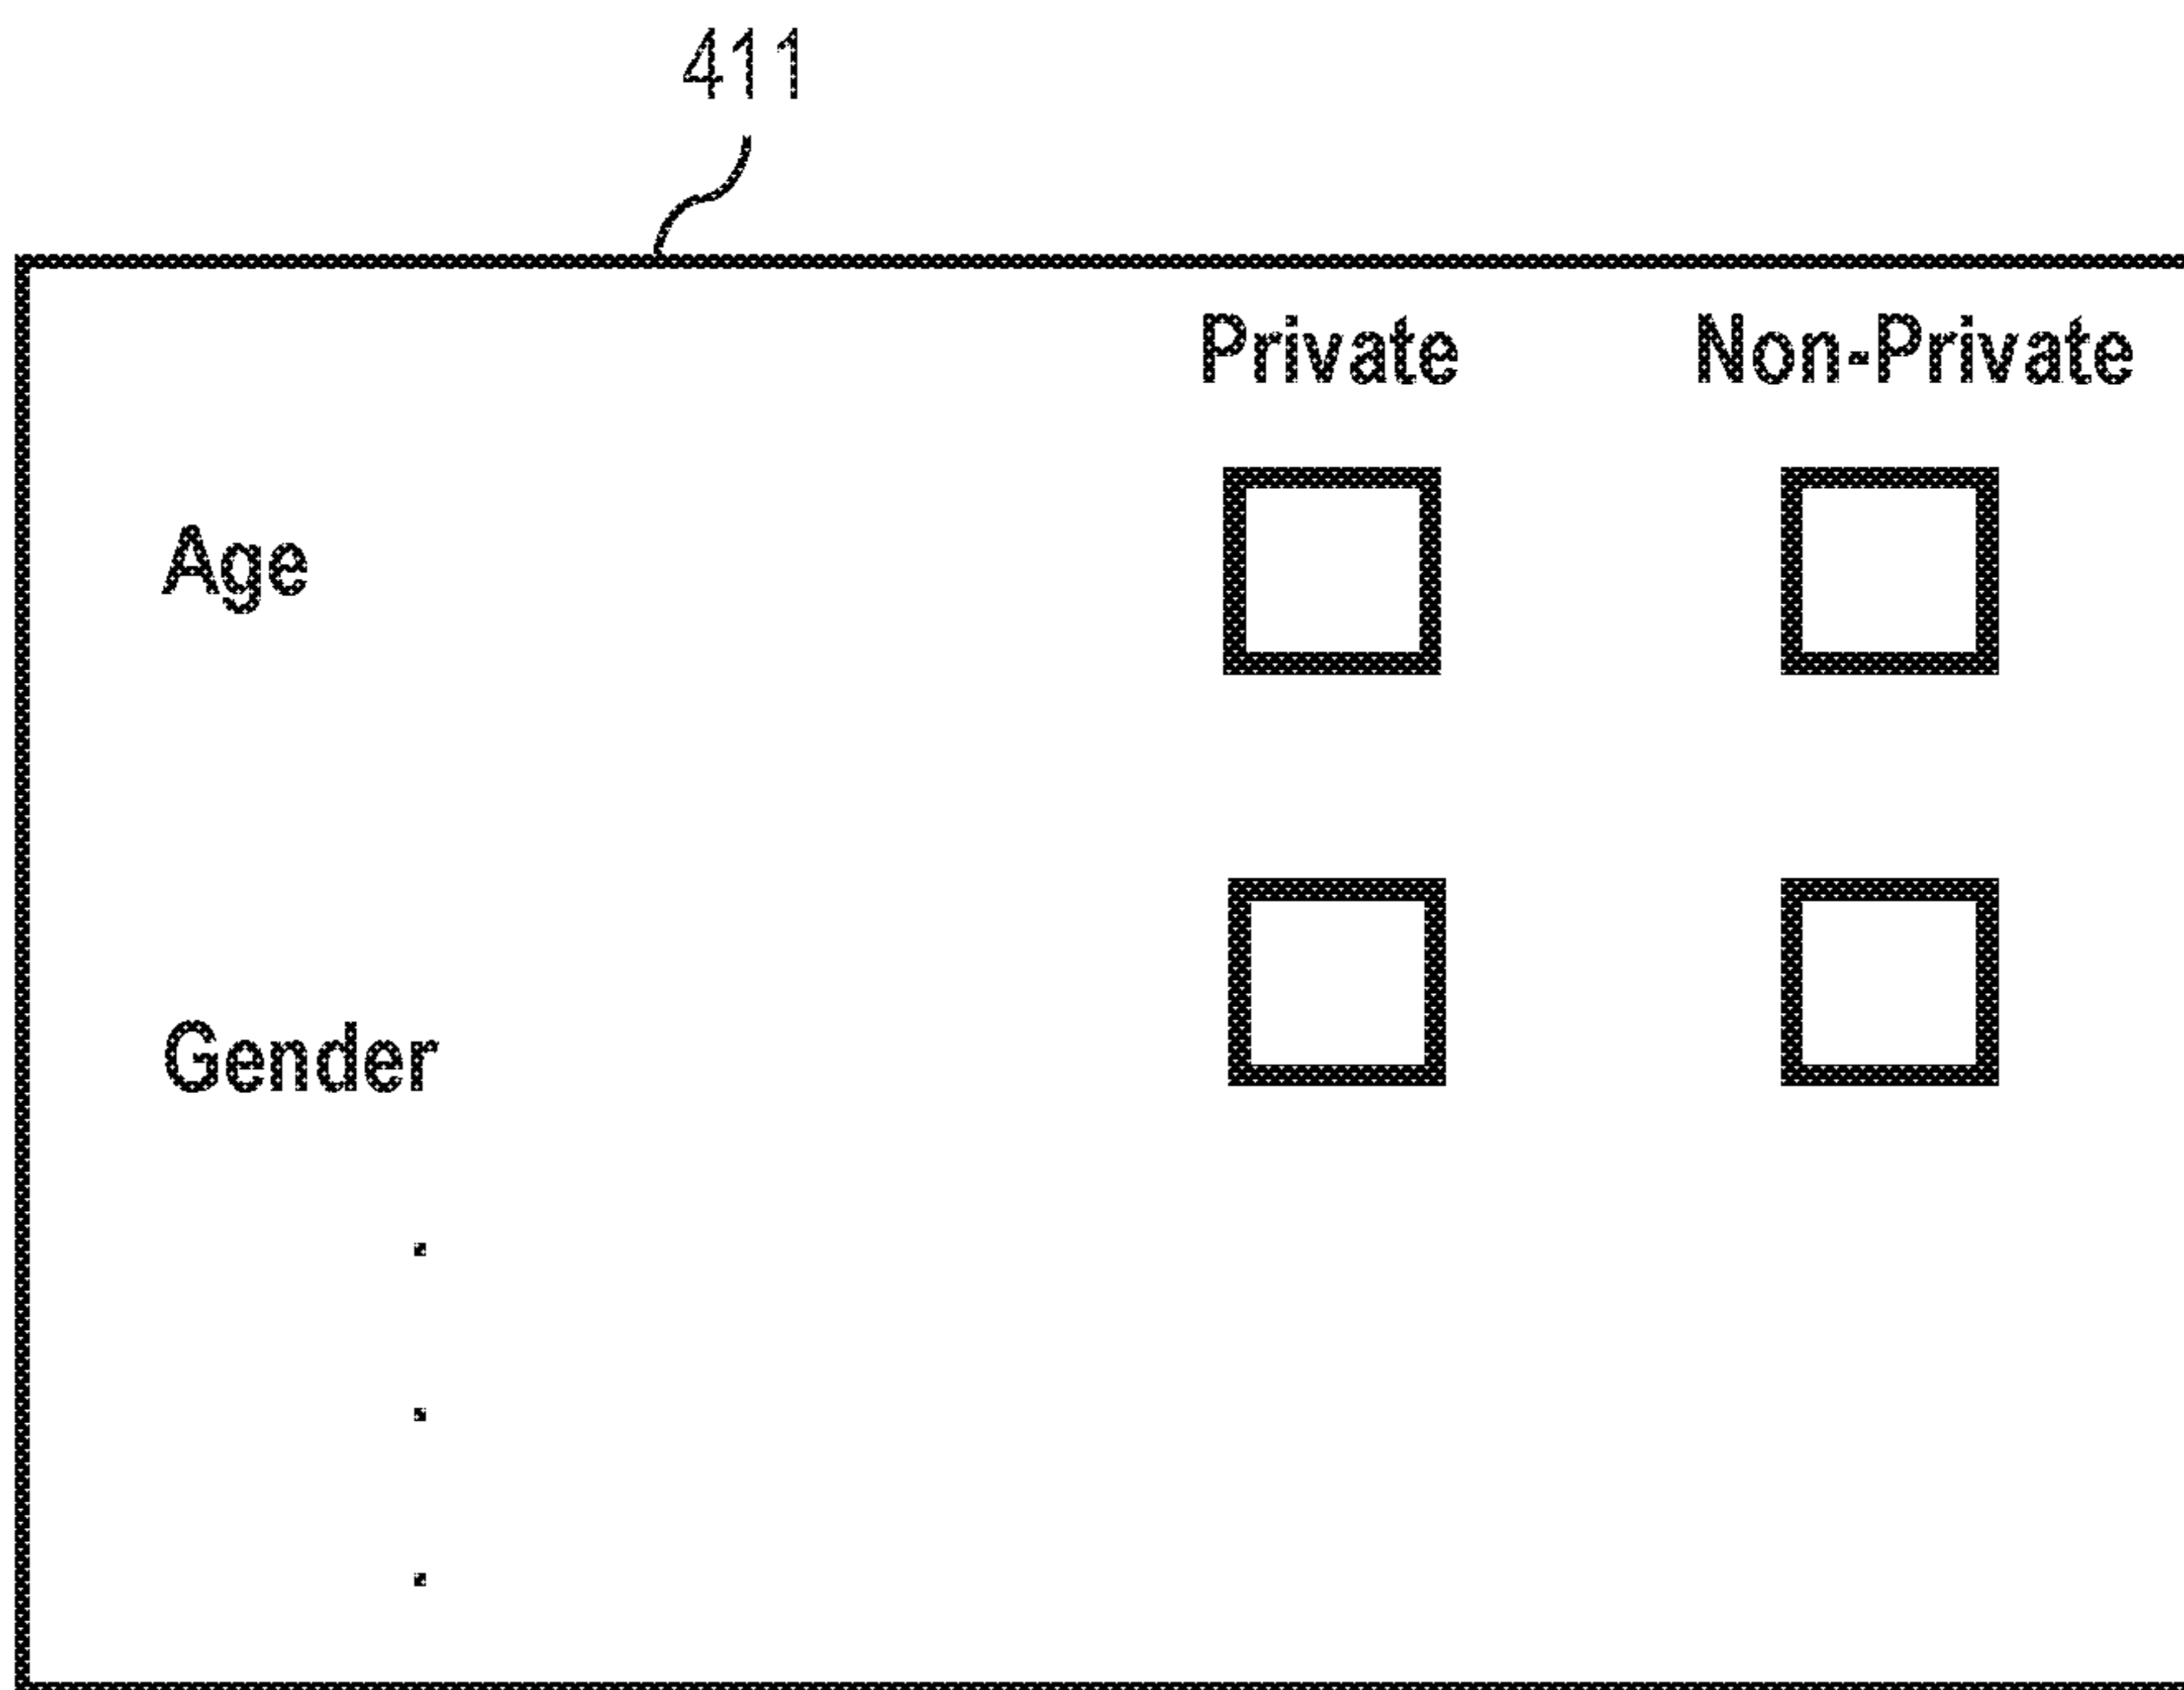 411
Private Non-Private
Age
Gender
.
.
.